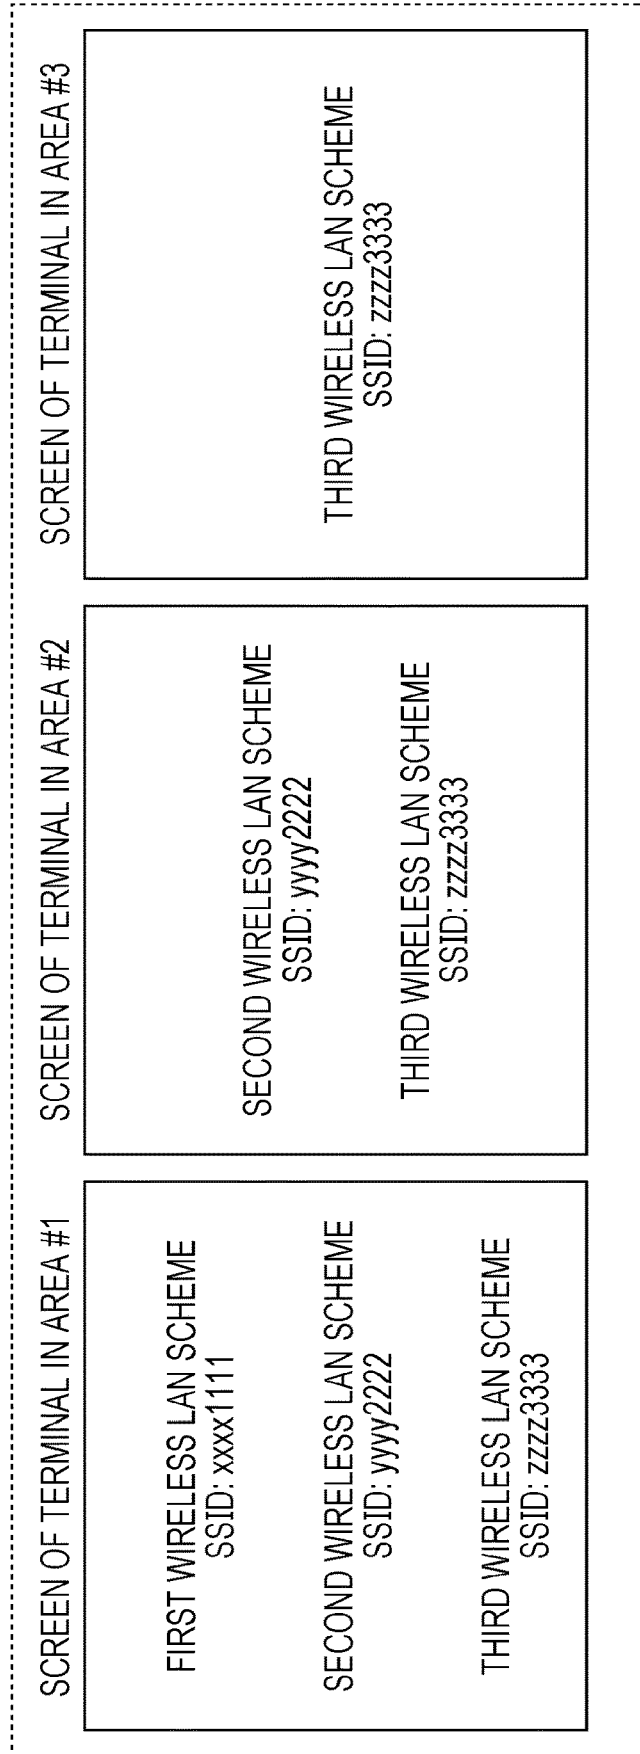 SCREEN OF TERMINAL IN AREA #1
FIRST WIRELESS LAN SCHEME
SSID: xxxx1111
SECOND WIRELESS LAN SCHEME
SSID: yyyy2222
THIRD WIRELESS LAN SCHEME
SSID: zzzz3333
SCREEN OF TERMINAL IN AREA #2
SECOND WIRELESS LAN SCHEME
SSID: yyyy2222
THIRD WIRELESS LAN SCHEME
SSID: zzzz3333
SCREEN OF TERMINAL IN AREA #3
THIRD WIRELESS LAN SCHEME
SSID: zzzz3333